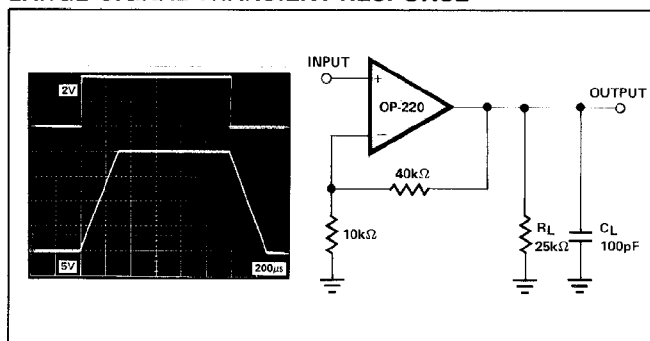 LARGE-SIGNAL TRANSIENT RESPONSE
2V
5V
200µs
INPUT
+
OP-220
−
OUTPUT
40kΩ
10kΩ
RL
25kΩ
CL
100pF